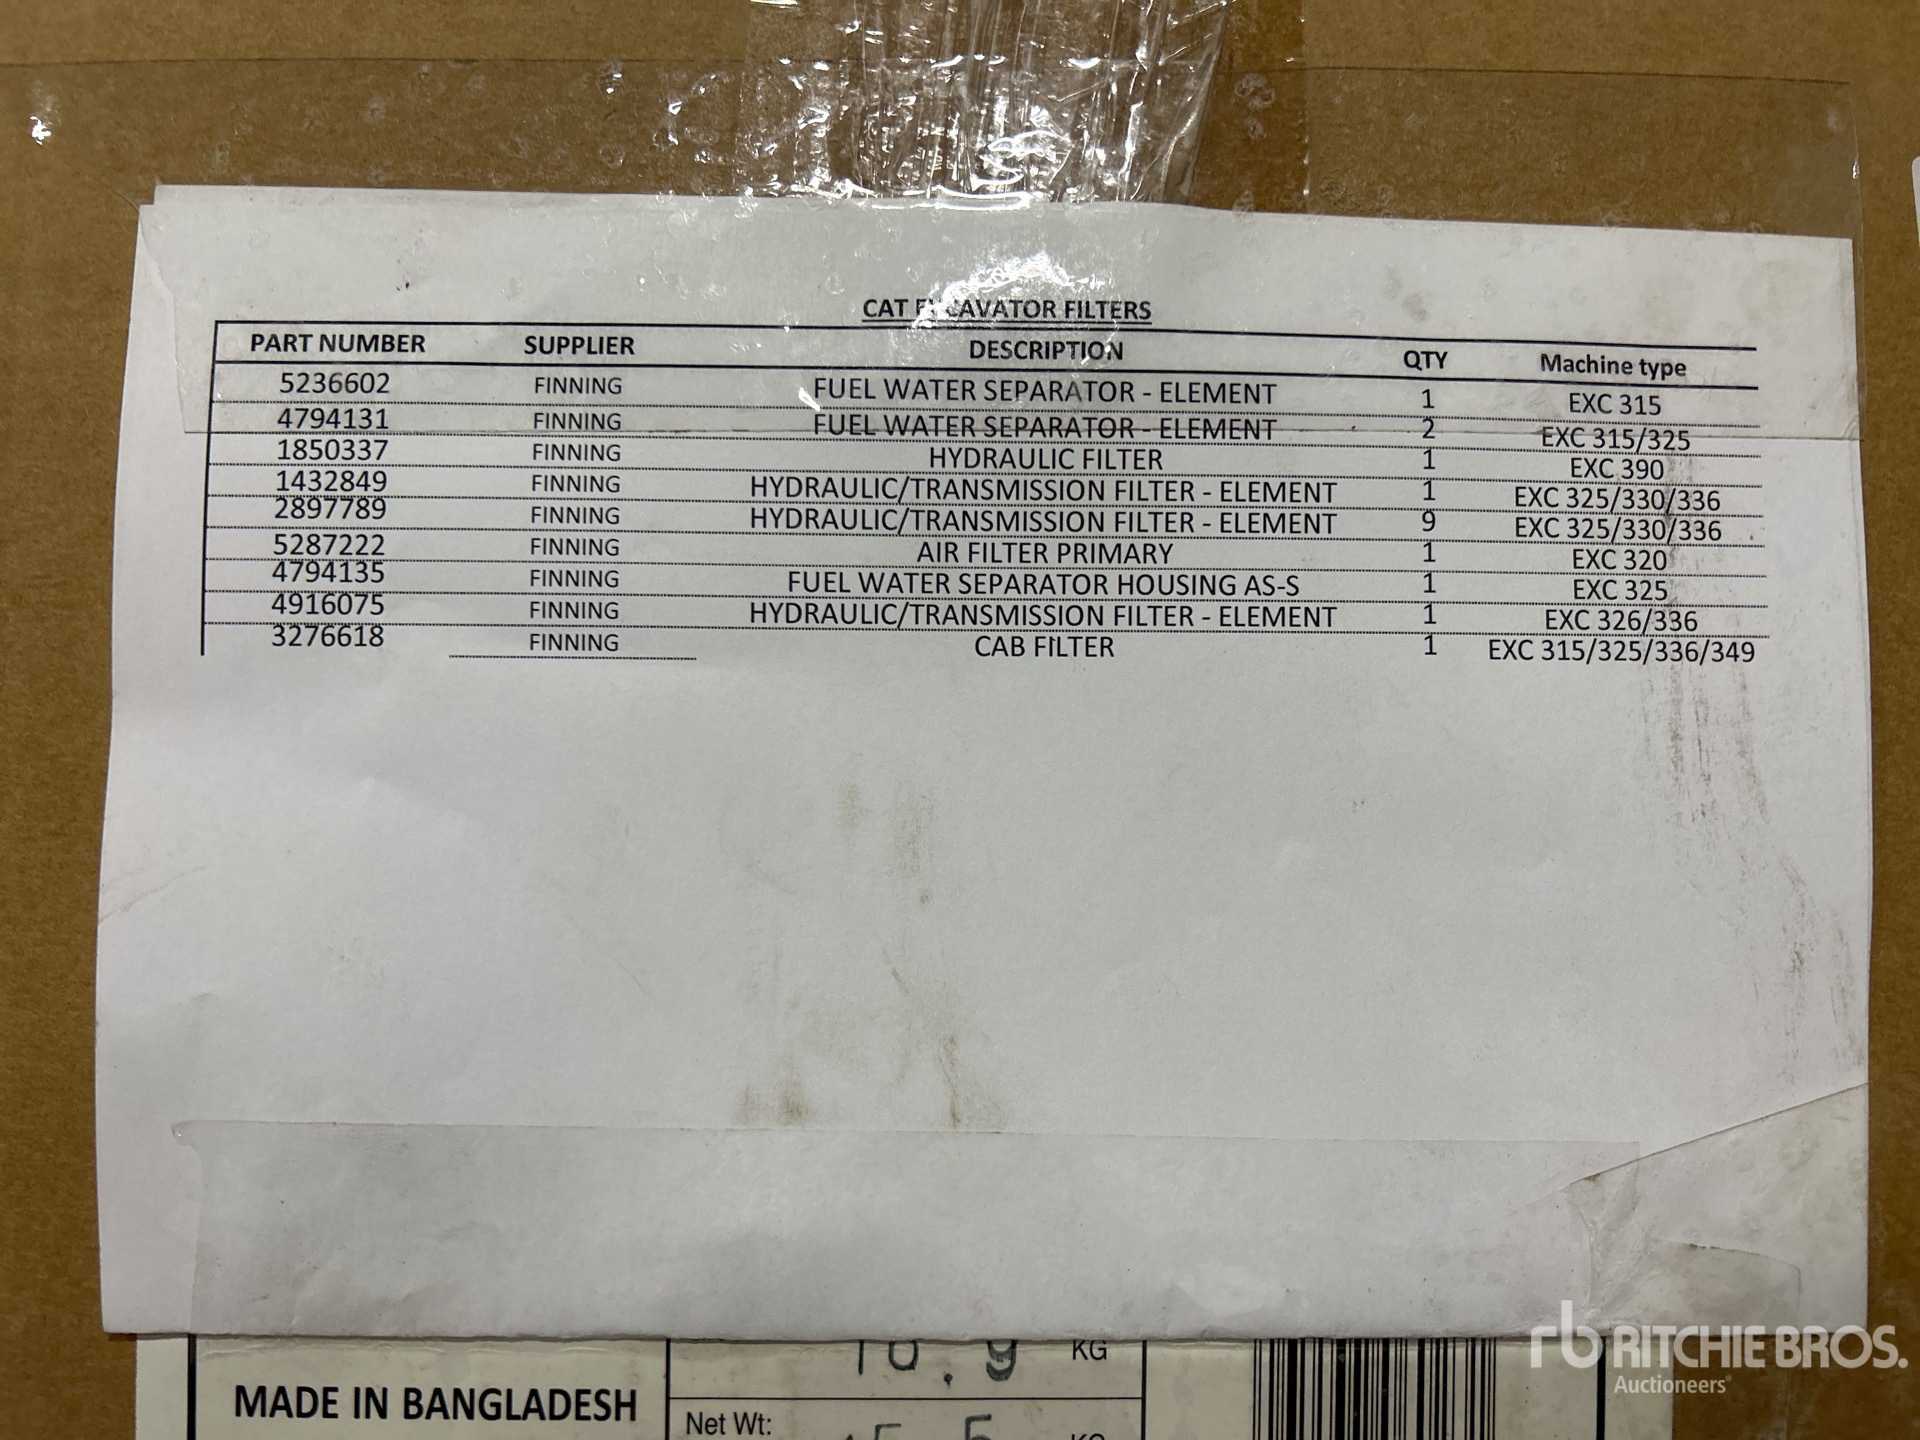 CAT EXCAVATOR FILTERS
PART NUMBER SUPPLIER DESCRIPTION QTY Machine type
5236602 FINNING FUEL WATER SEPARATOR - ELEMENT 1 EXC 315
4794131 FINNING FUEL WATER SEPARATOR - ELEMENT 2 EXC 315/325
1850337 FINNING HYDRAULIC FILTER 1 EXC 390
1432849 FINNING HYDRAULIC/TRANSMISSION FILTER - ELEMENT 1 EXC 325/330/336
2897789 FINNING HYDRAULIC/TRANSMISSION FILTER - ELEMENT 9 EXC 325/330/336
5287222 FINNING AIR FILTER PRIMARY 1 EXC 320
4794135 FINNING FUEL WATER SEPARATOR HOUSING AS-S 1 EXC 325
4916075 FINNING HYDRAULIC/TRANSMISSION FILTER - ELEMENT 1 EXC 326/336
3276618 FINNING CAB FILTER 1 EXC 315/325/336/349
KG
MADE IN BANGLADESH
Net Wt:
rb RITCHIE BROS.
Auctioneers